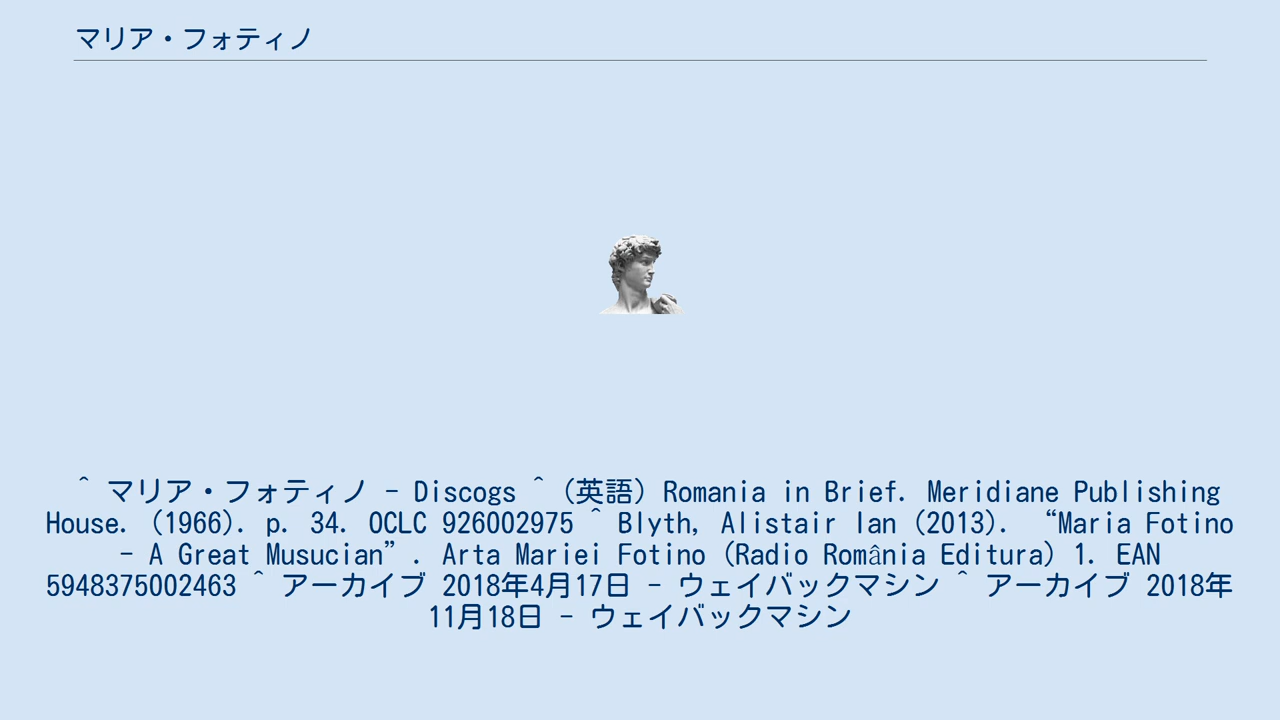 マリア・フォティノ
^ マリア・フォティノ - Discogs ^ (英語) Romania in Brief. Meridiane Publishing
House. (1966). p. 34. OCLC 926002975 ^ Blyth, Alistair Ian (2013). “Maria Fotino
- A Great Musucian”. Arta Mariei Fotino (Radio România Editura) 1. EAN
5948375002463 ^ アーカイブ 2018年4月17日 - ウェイバックマシン ^ アーカイブ 2018年
11月18日 - ウェイバックマシン